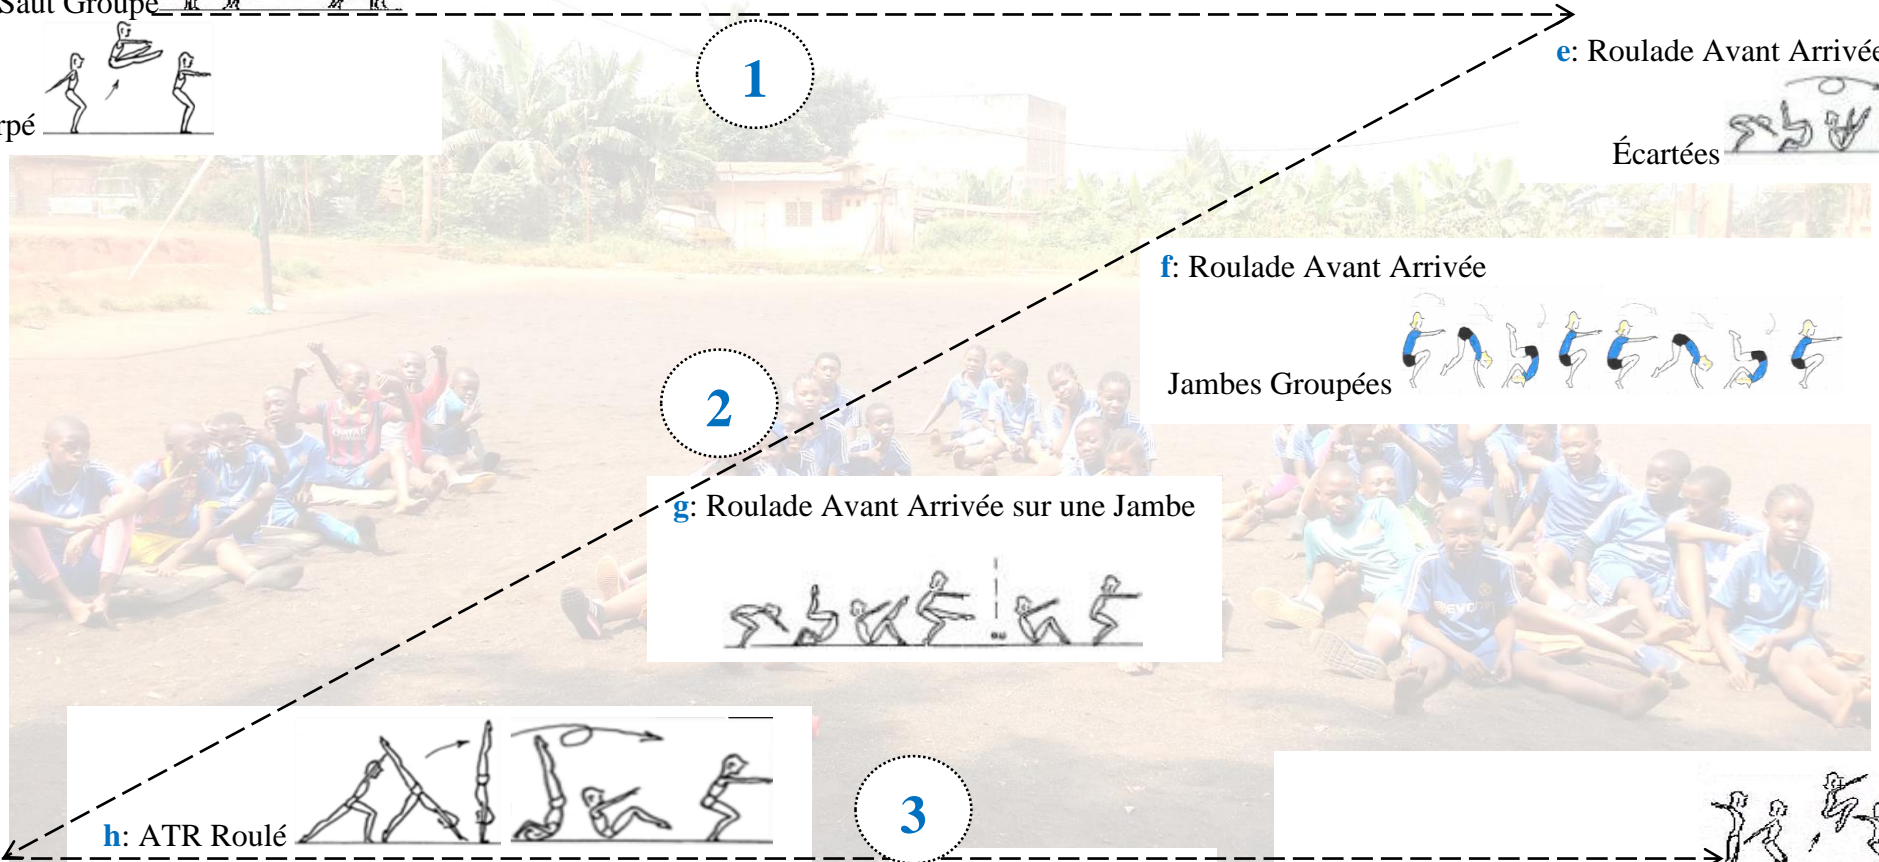 Saut Groupé
rpé
1
e: Roulade Avant Arrivée
Écartées
f: Roulade Avant Arrivée
Jambes Groupées
2
g: Roulade Avant Arrivée sur une Jambe
ou
h: ATR Roulé
3